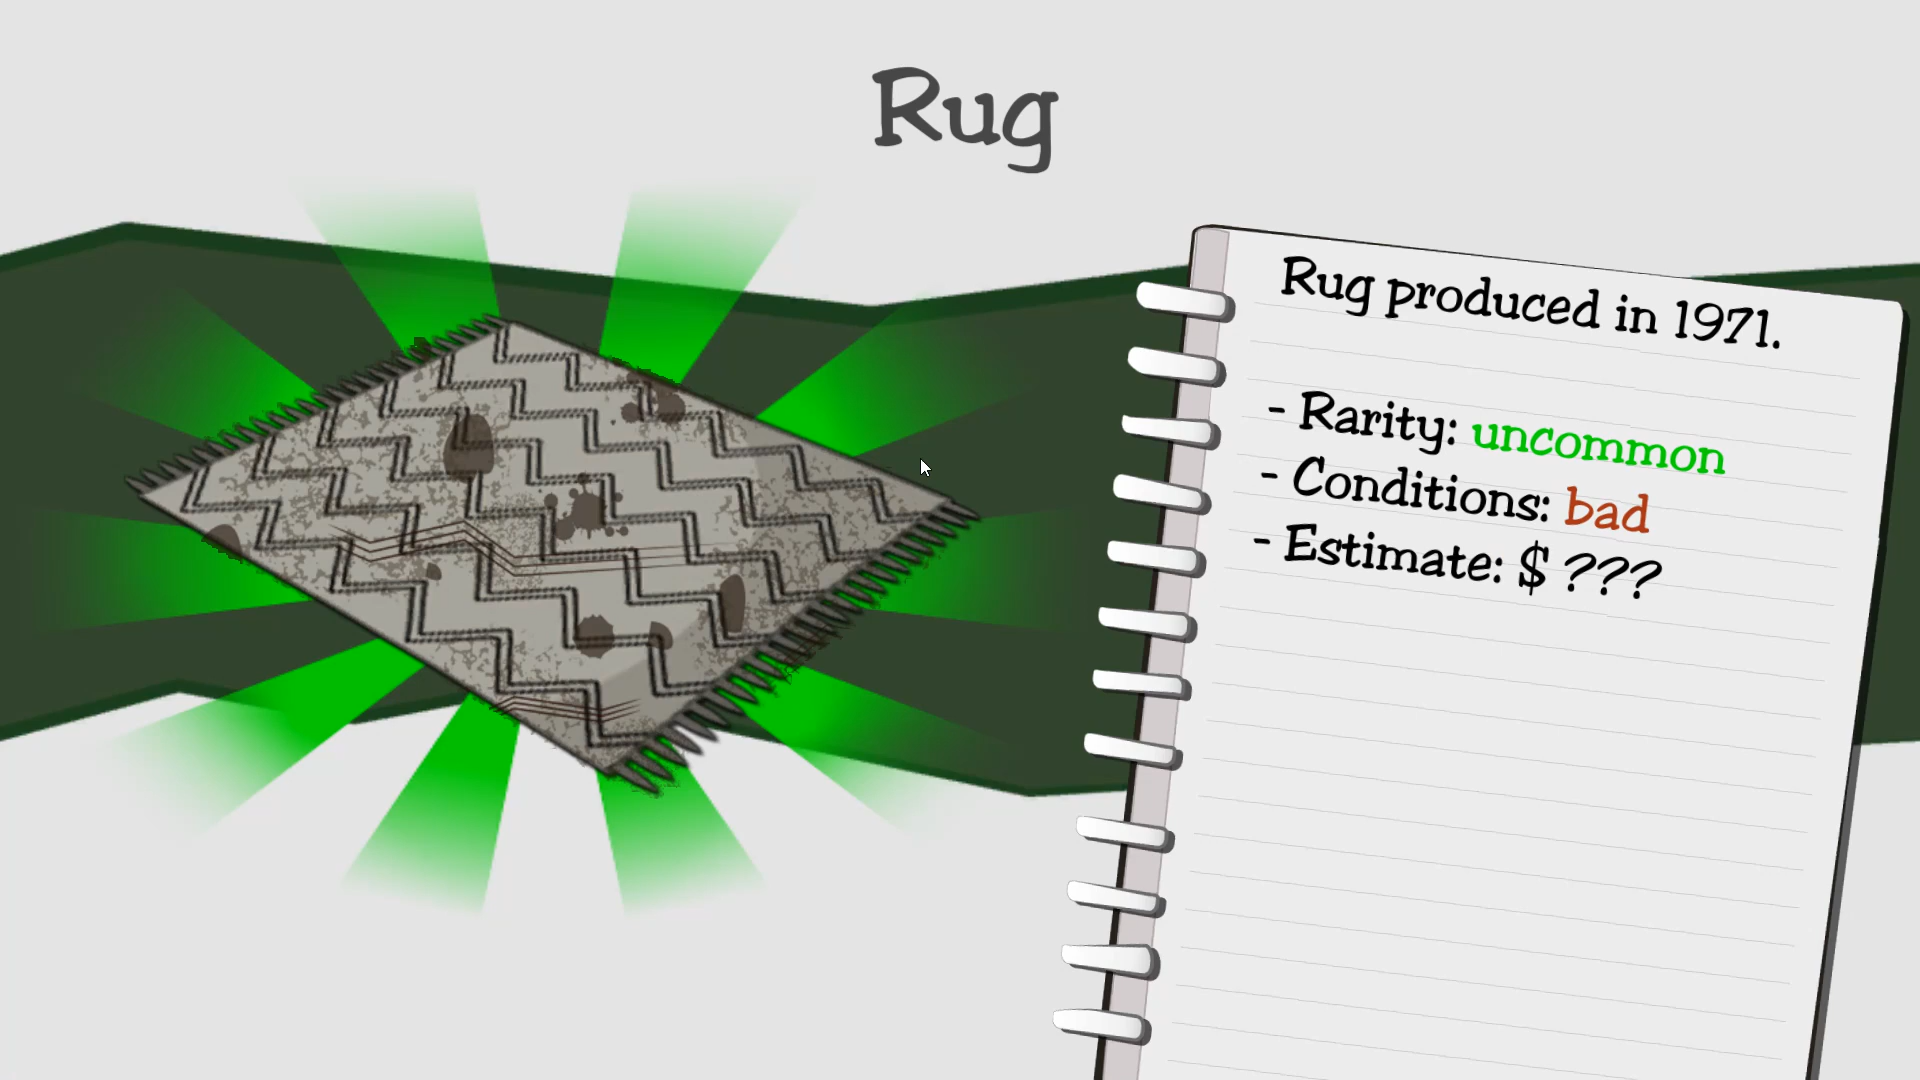 Rug
Rug produced in 1971.
- Rarity: uncommon
- Conditions: bad
- Estimate: $ ???